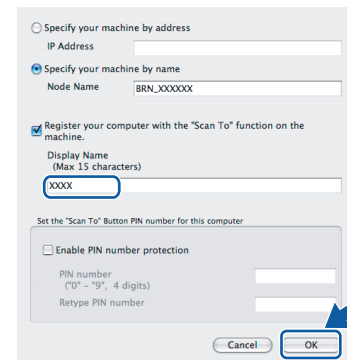 Specify your machine by address
IP Address
Specify your machine by name
Node Name BRN_XXXXXX
Register your computer with the "Scan To" function on the
machine.
Display Name
(Max 15 characters)
XXXX
Set the "Scan To" Button PIN number for this computer
Enable PIN number protection
PIN number
("0" – "9", 4 digits)
Retype PIN number
Cancel OK